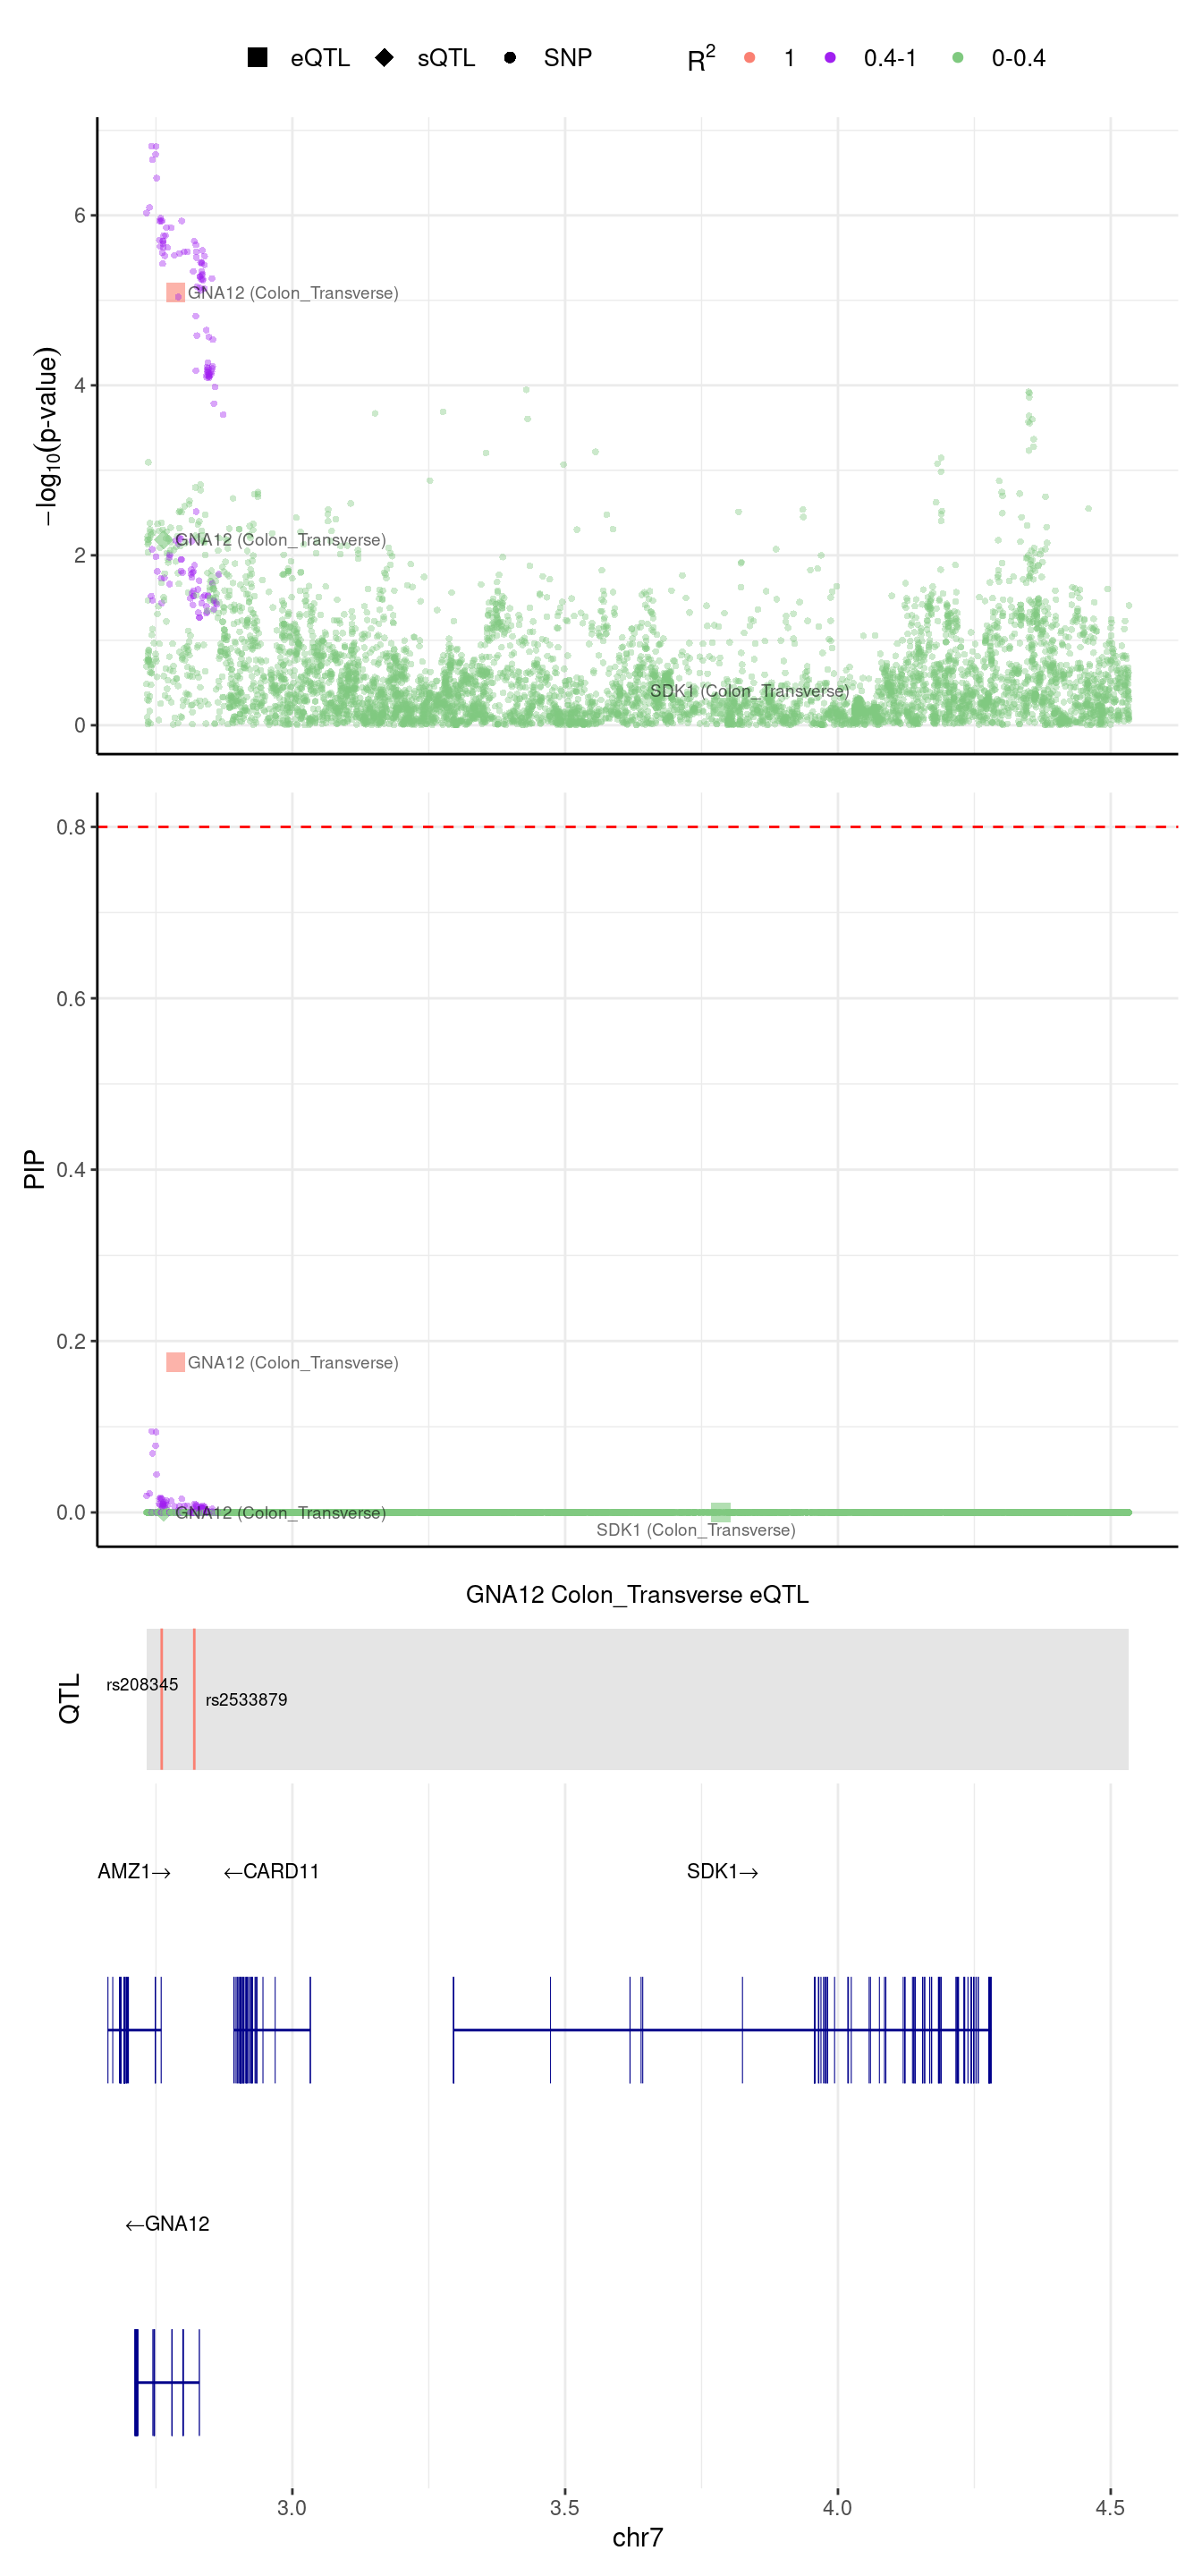 eQTL sQTL SNP R² 1 0.4-1 0-0.4
−log₁₀(p-value)
6
GNA12 (Colon_Transverse)
4
2
GNA12 (Colon_Transverse)
SDK1 (Colon_Transverse)
0
PIP
0.8
0.6
0.4
0.2
GNA12 (Colon_Transverse)
0.0
GNA12 (Colon_Transverse)
SDK1 (Colon_Transverse)
GNA12 Colon_Transverse eQTL
QTL
rs208345
rs2533879
AMZ1→ ←CARD11 SDK1→
←GNA12
3.0 3.5 4.0 4.5
chr7